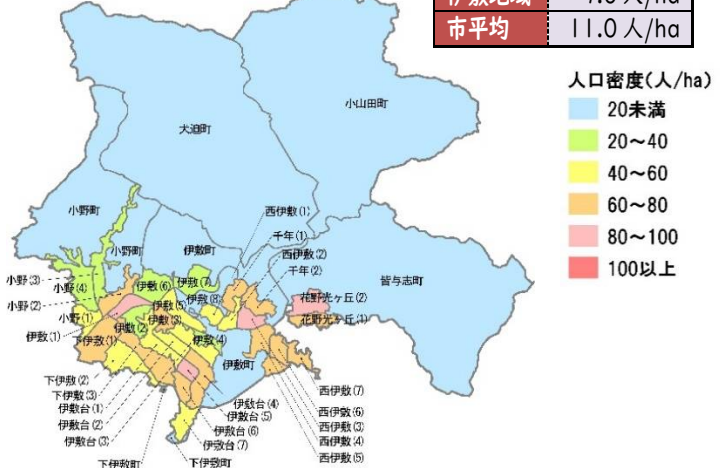 市平均 11.0人/ha
人口密度(人/ha)
20未満
20～40
40～60
60～80
80～100
100以上
小山田町
犬迫町
小野町
西伊敷(1)
千年(1)
小野町
伊敷町
西伊敷(2)
千年(2)
皆与志町
小野(3)
小野(4)
伊敷(6)
伊敷(7)
小野(2)
伊敷(8)
花野光ヶ丘(2)
伊敷(5)
小野(1)
伊敷(3)
花野光ヶ丘(1)
伊敷(2)
伊敷(1)
下伊敷(1)
伊敷(4)
伊敷町
下伊敷(2)
下伊敷(3)
伊敷台(1)
伊敷台(2)
伊敷台(3)
西伊敷(7)
西伊敷(6)
西伊敷(3)
西伊敷(4)
西伊敷(5)
伊敷台(4)
伊敷台(5)
伊敷台(6)
伊敷台(7)
下伊敷町
下伊敷町